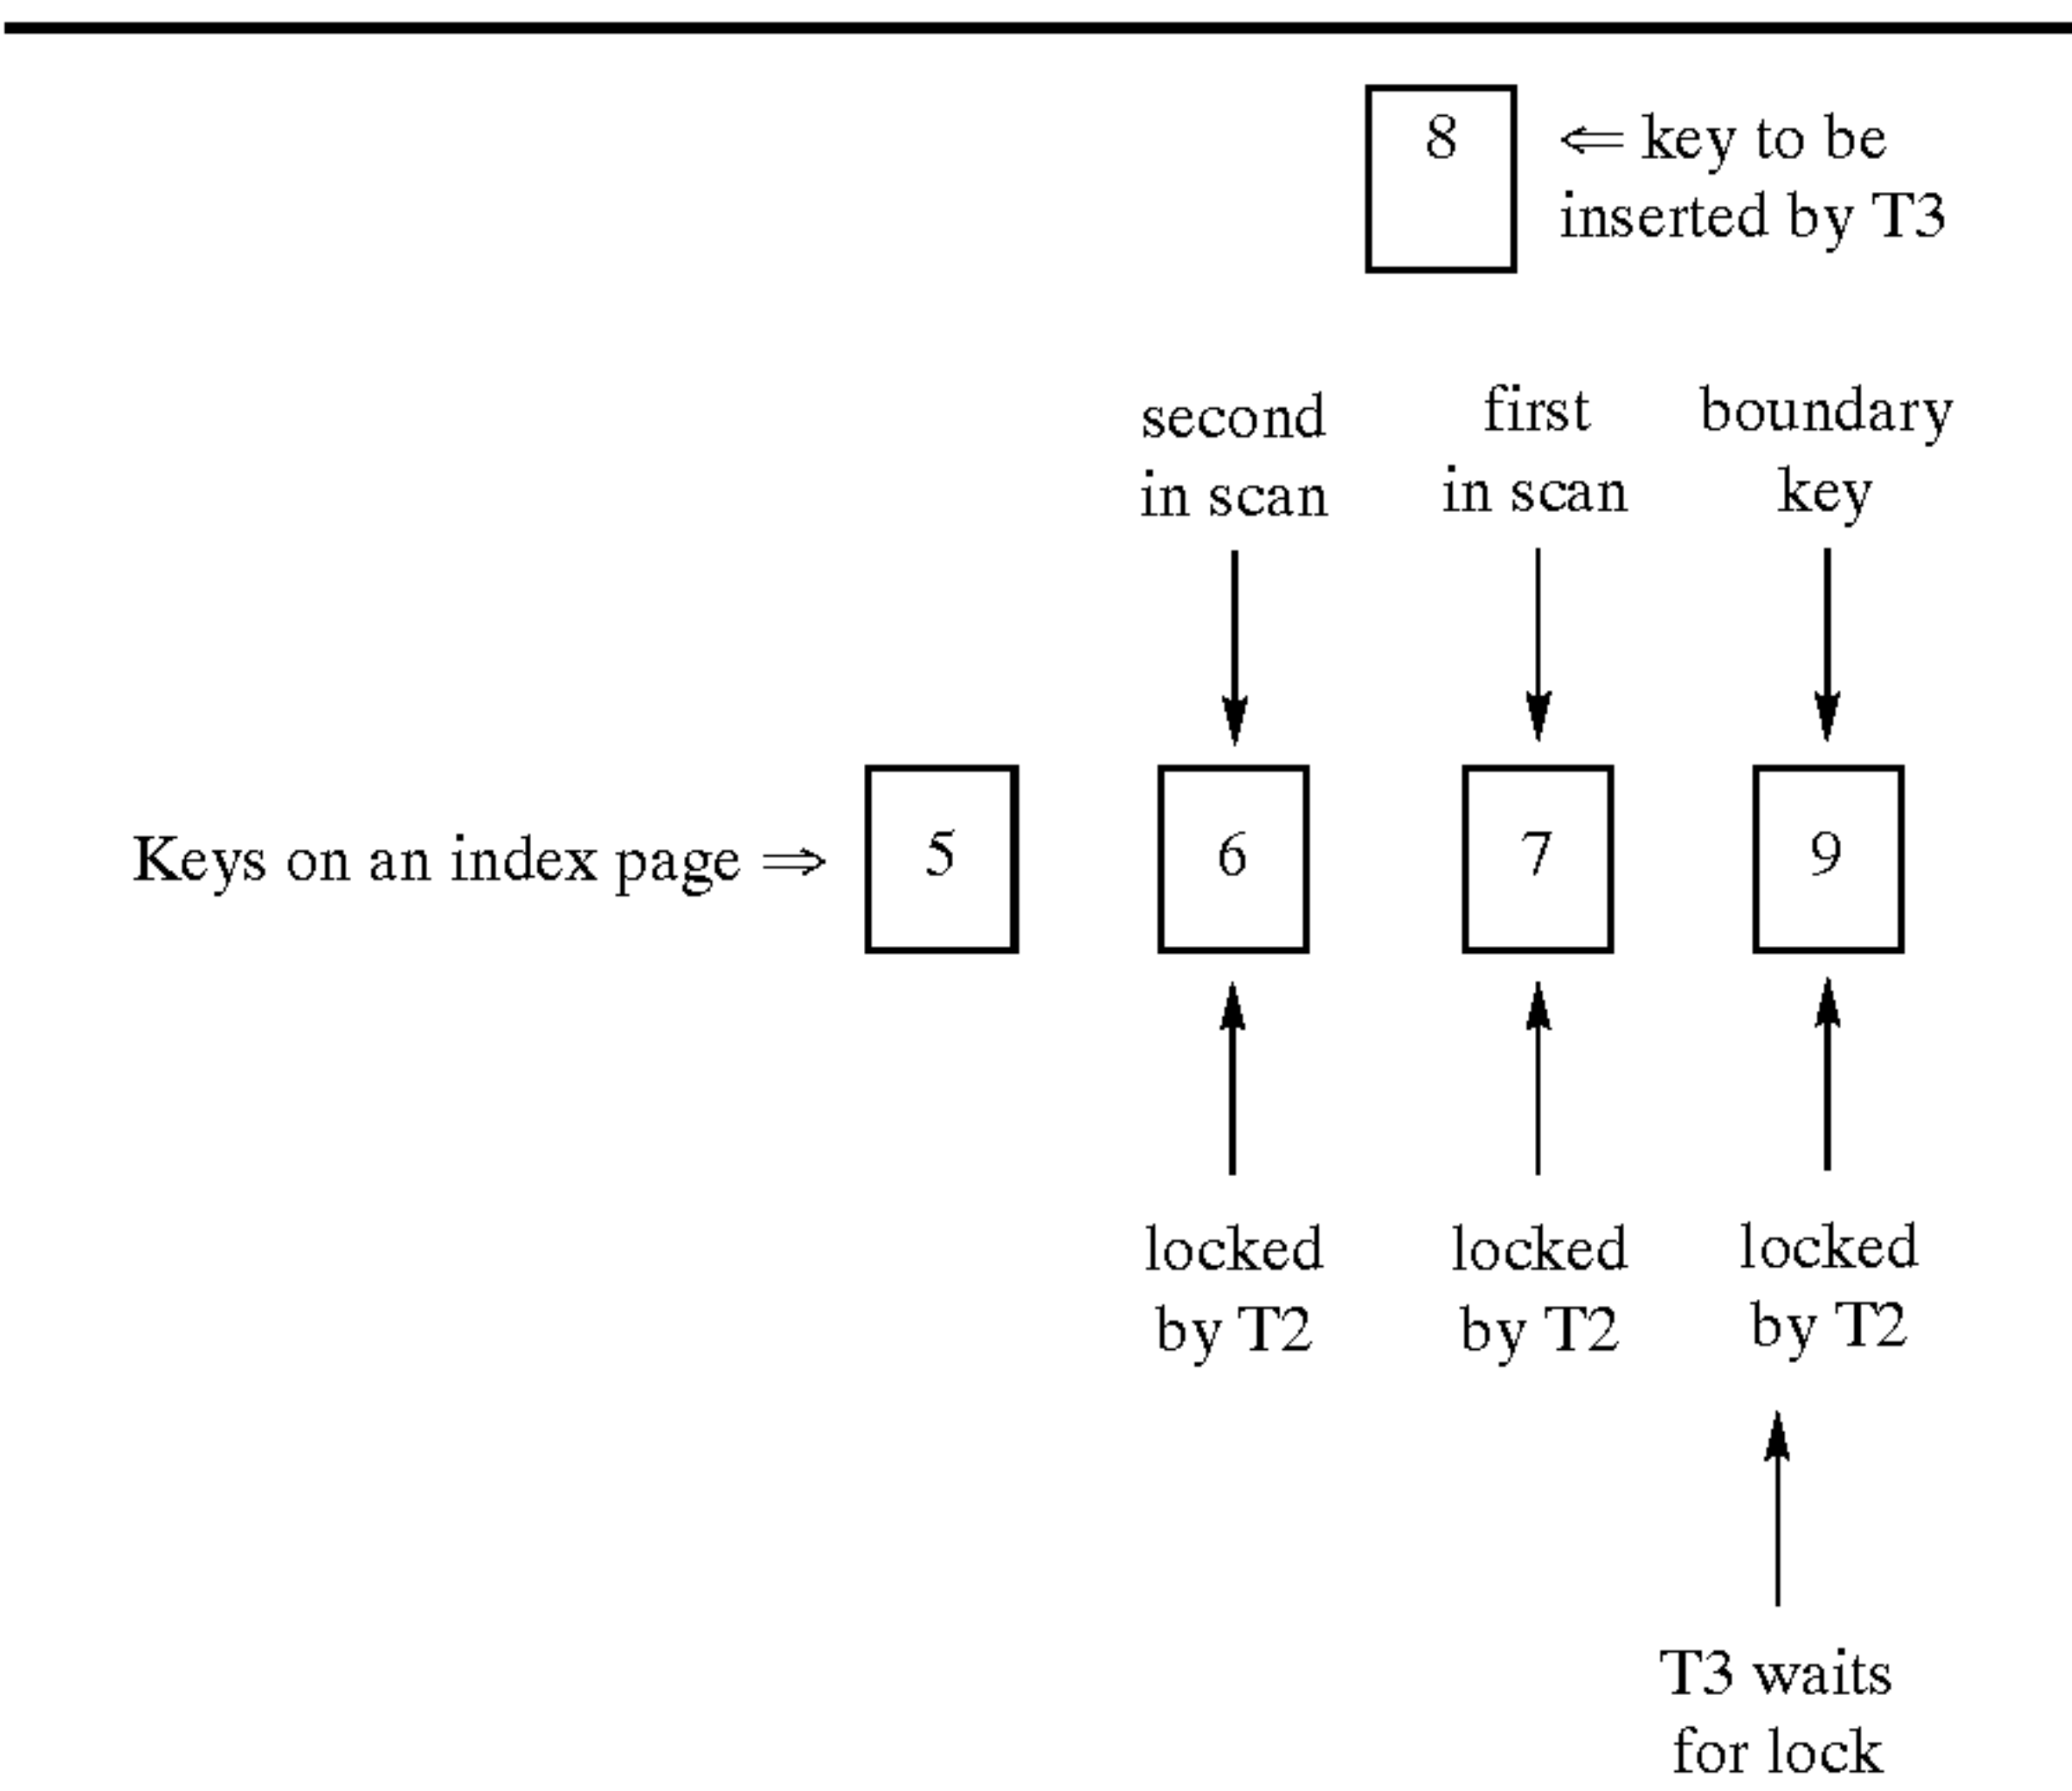 8 ⇐ key to be
inserted by T3
second first boundary
in scan in scan key
Keys on an index page ⇒ 5 6 7 9
locked locked locked
by T2 by T2 by T2
T3 waits
for lock